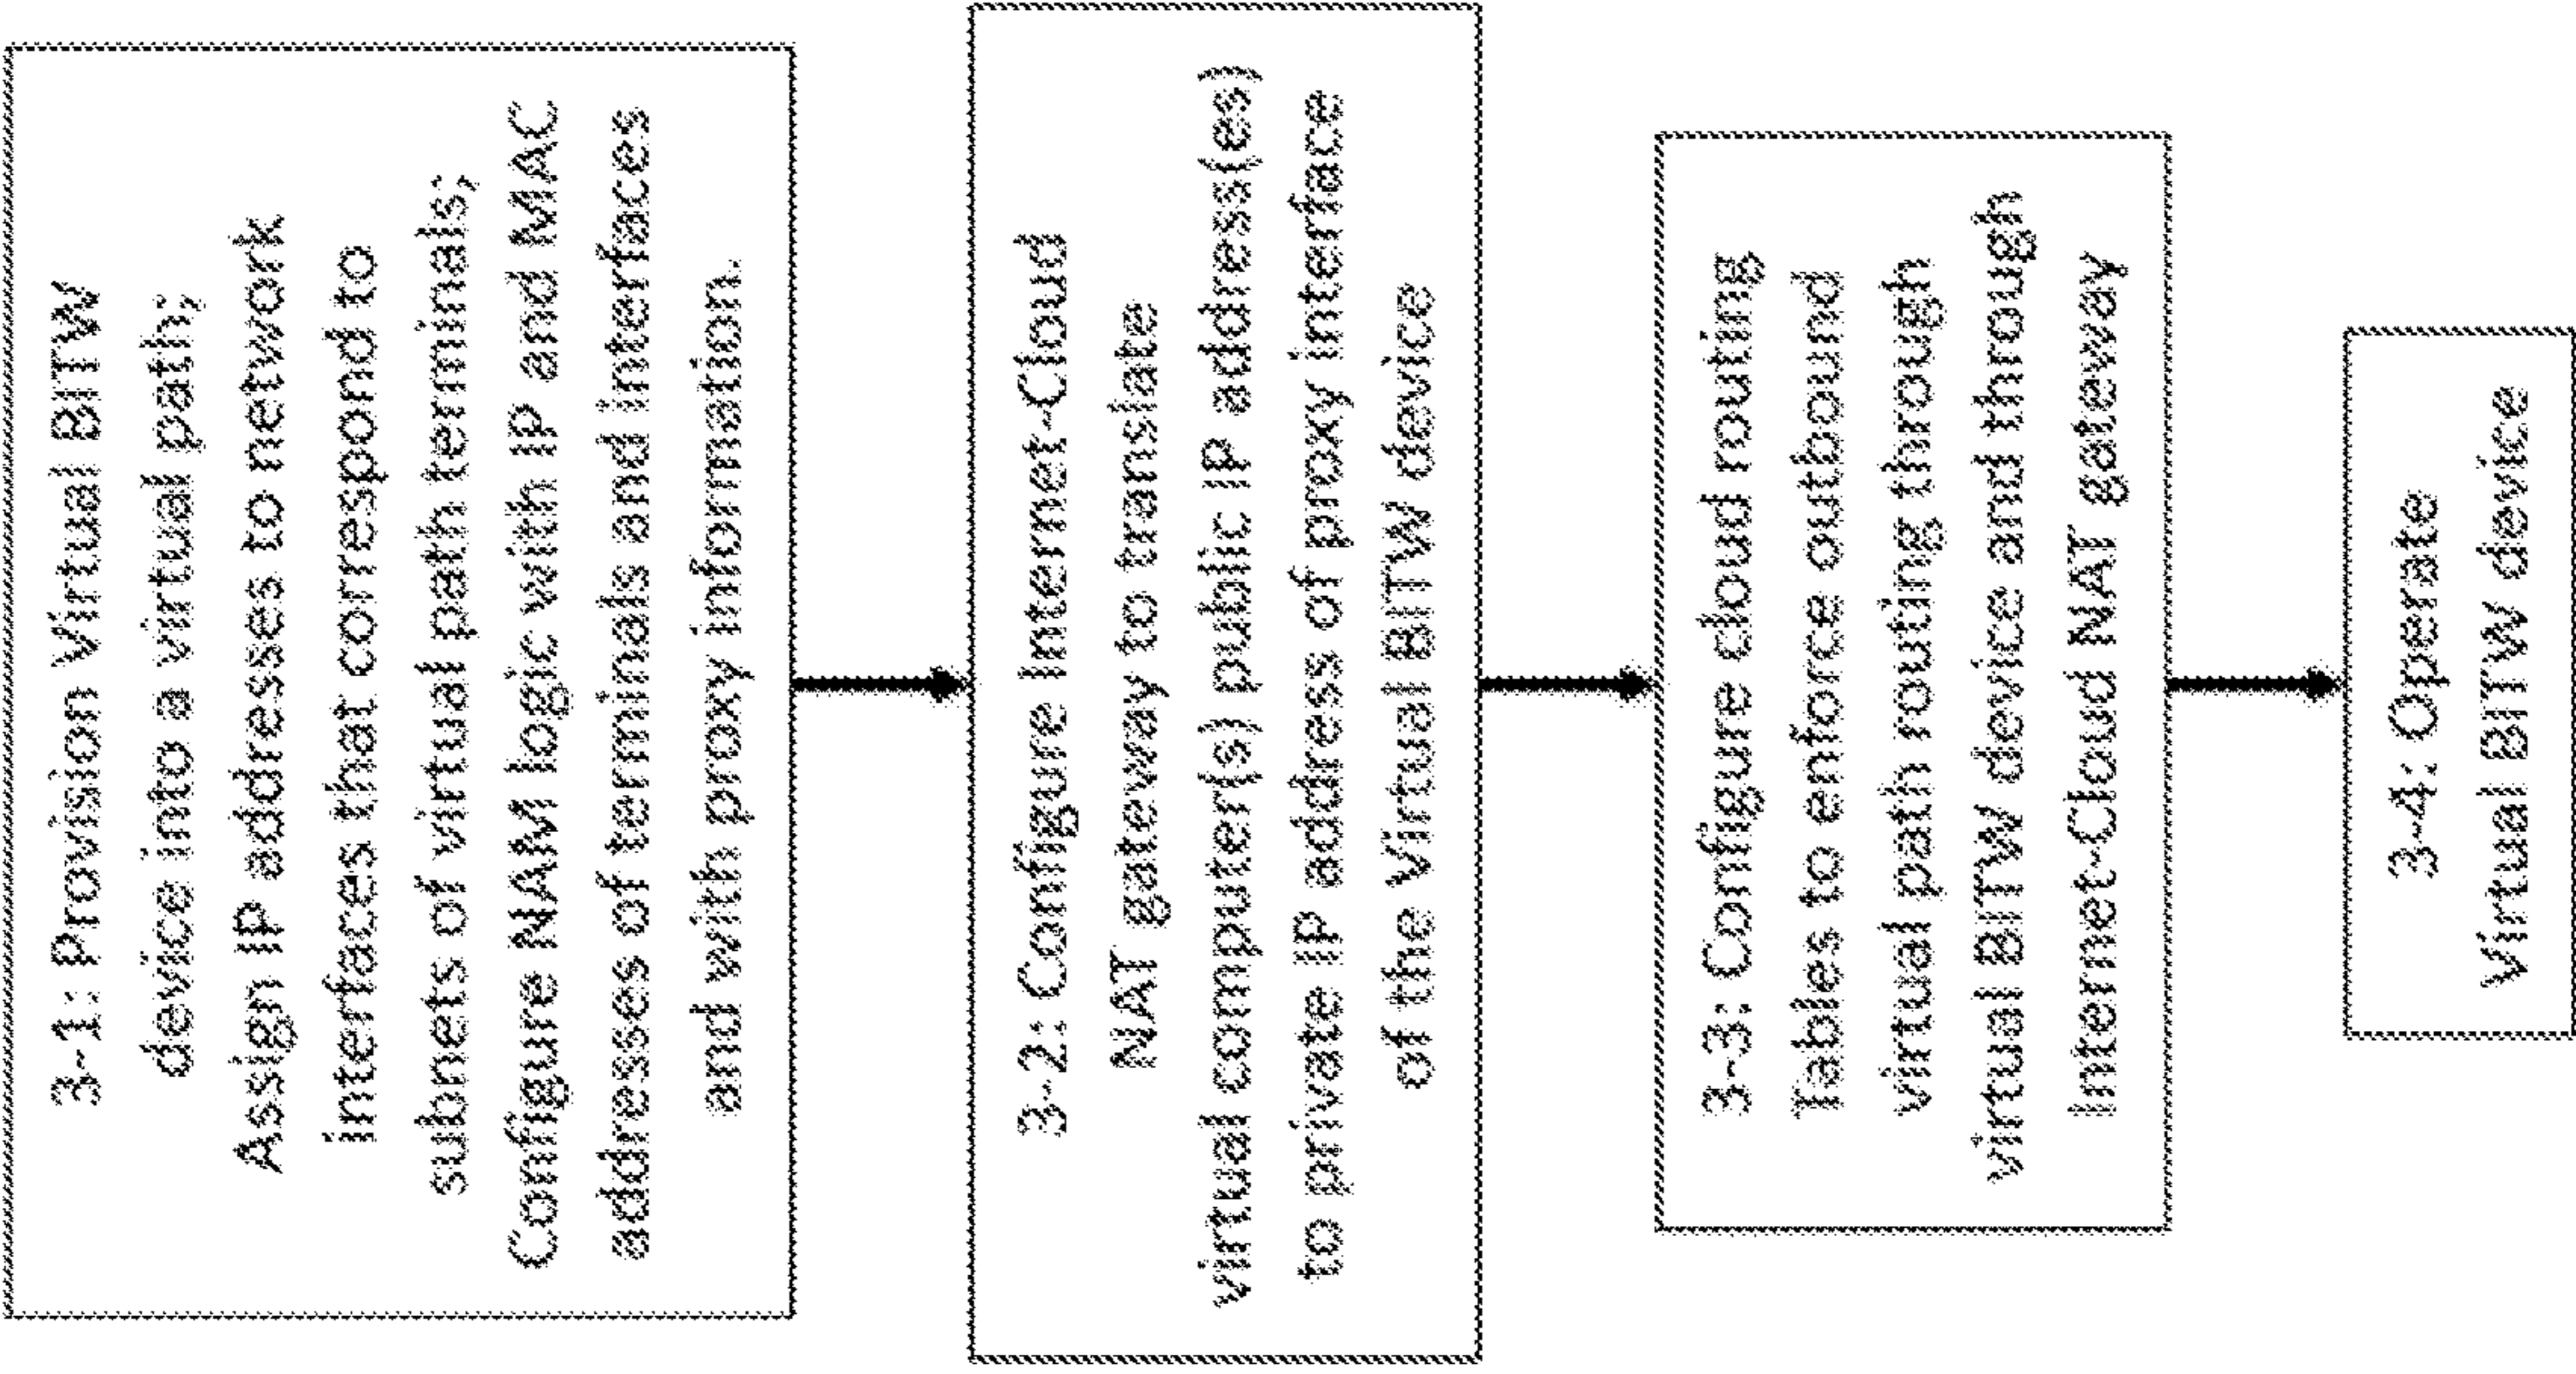 3-1: Provision Virtual BITW
device into a virtual path;
Assign IP addresses to network
interfaces that correspond to
subnets of virtual path terminals;
Configure NAM logic with IP and MAC
addresses of terminals and interfaces
and with proxy information.
3-2: Configure Internet-Cloud
NAT gateway to translate
virtual computer(s) public IP address(es)
to private IP address of proxy interface
of the Virtual BITW device
3-3: Configure cloud routing
Tables to enforce outbound
virtual path routing through
virtual BITW device and through
Internet-Cloud NAT gateway
3-4: Operate
Virtual BITW device